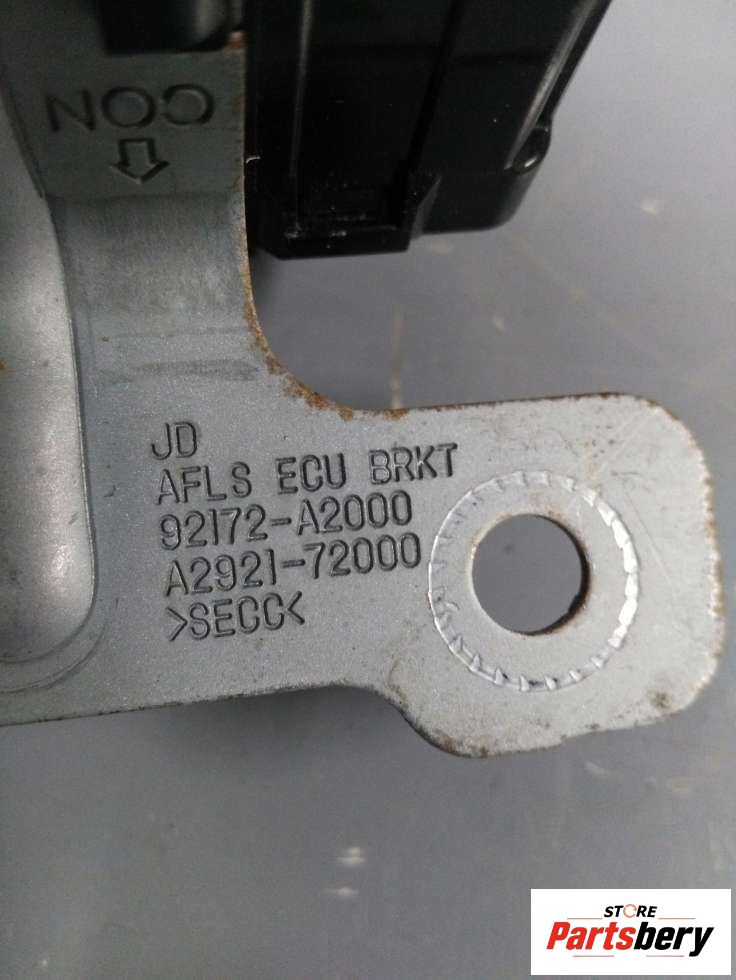 CON
JD
AFLS ECU BRKT
92172-A2000
A2921-72000
>SECC<
STORE
Partsbery